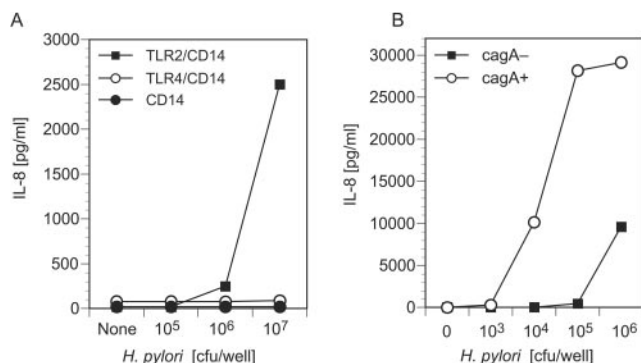 A
3000
2500
2000
1500
1000
500
0
IL-8 [pg/ml]
TLR2/CD14
TLR4/CD14
CD14
None 10⁵ 10⁶ 10⁷
H. pylori [cfu/well]
B
30000
25000
20000
15000
10000
5000
0
IL-8 [pg/ml]
cagA–
cagA+
0 10³ 10⁴ 10⁵ 10⁶
H. pylori [cfu/well]